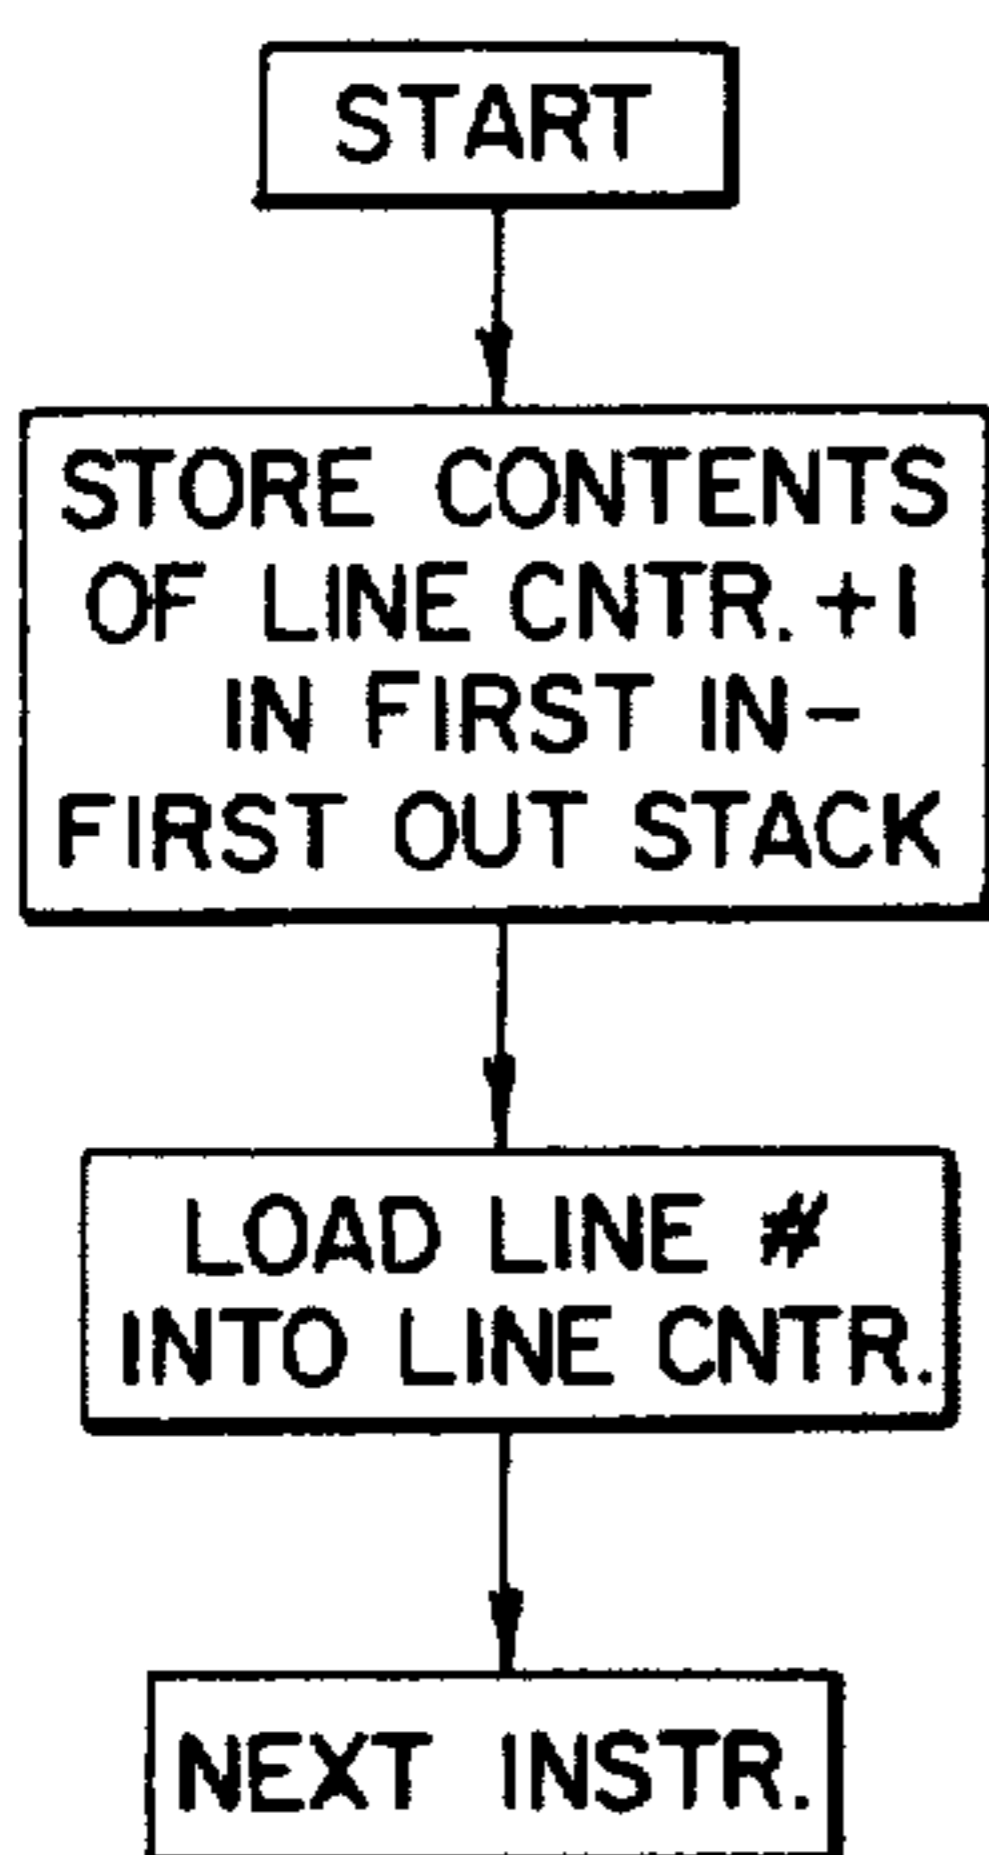 START
STORE CONTENTS
OF LINE CNTR. +1
IN FIRST IN-
FIRST OUT STACK
LOAD LINE #
INTO LINE CNTR.
NEXT INSTR.